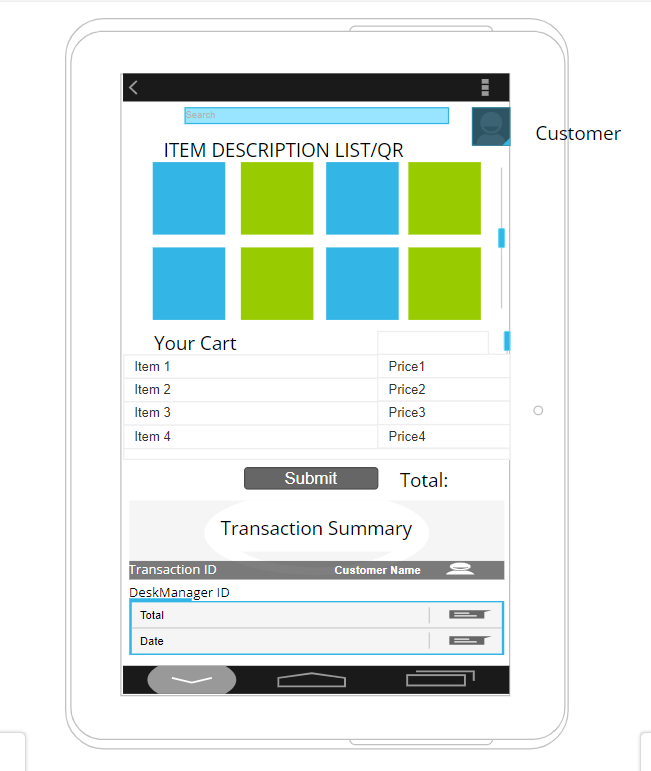 Search
Customer
ITEM DESCRIPTION LIST/QR
Your Cart
Item 1 Price1
Item 2 Price2
Item 3 Price3
Item 4 Price4
Submit Total:
Transaction Summary
Transaction ID Customer Name
DeskManager ID
Total
Date